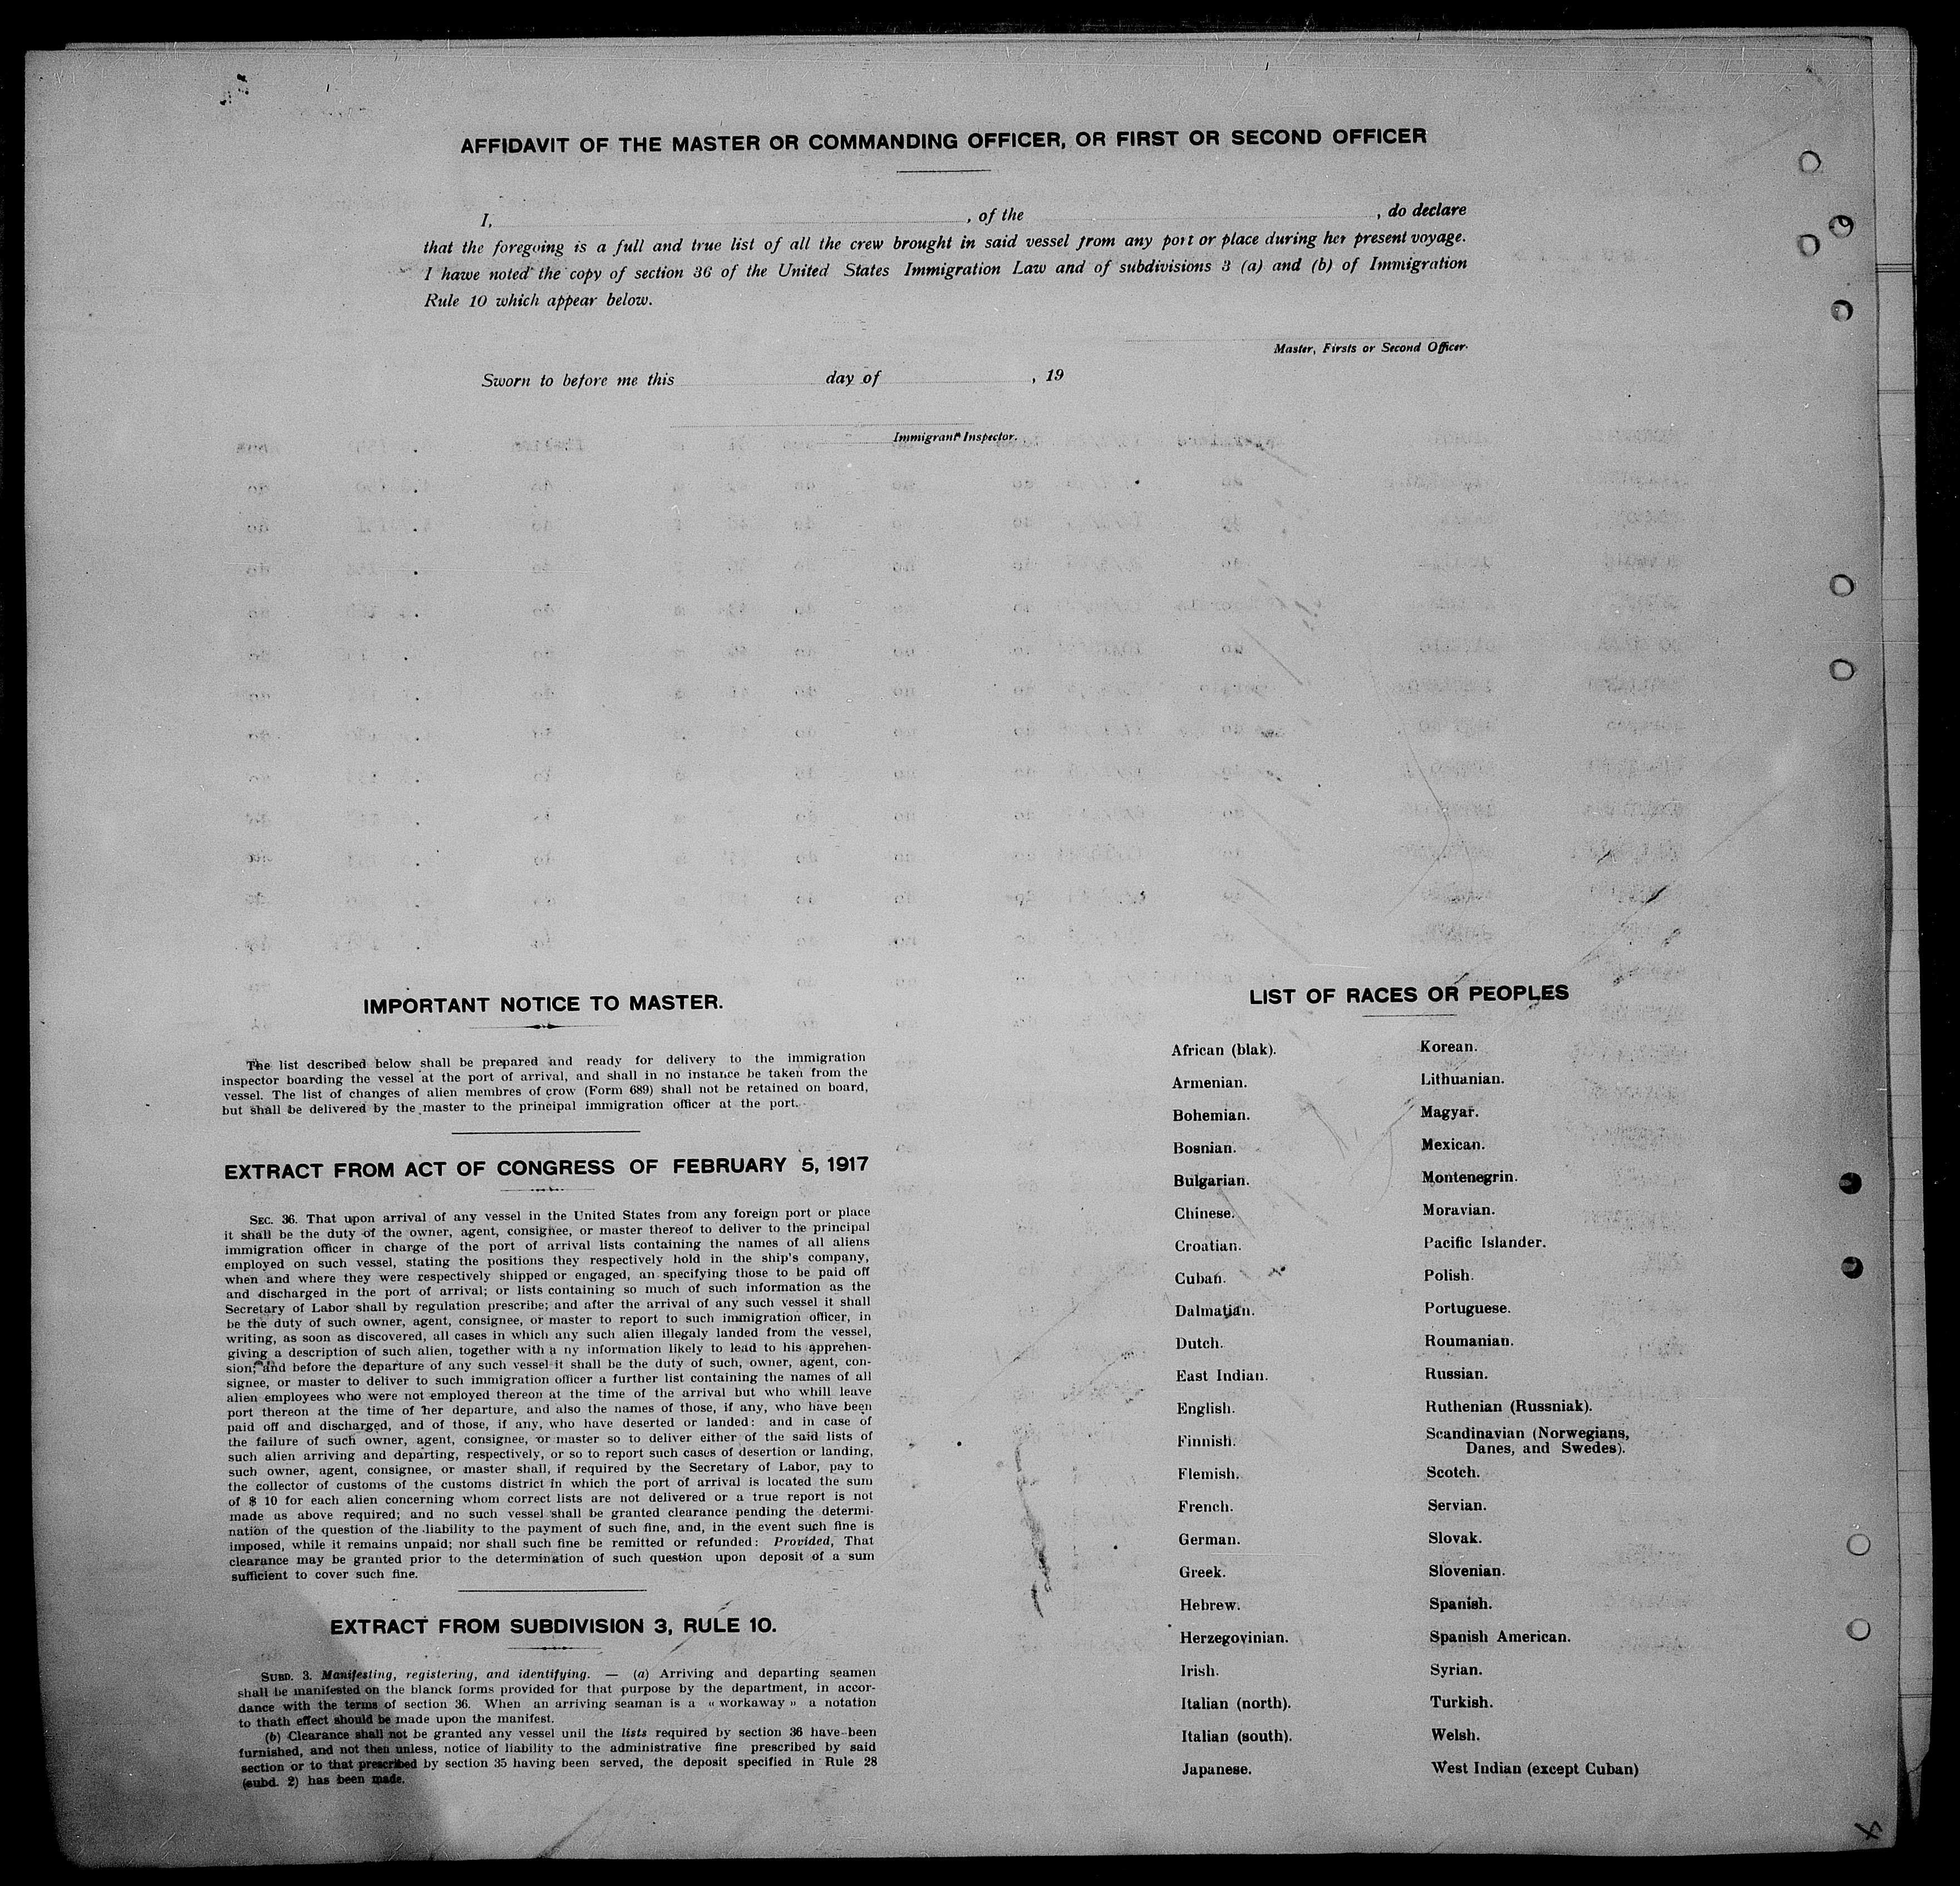 AFFIDAVIT OF THE MASTER OR COMMANDING OFFICER, OR FIRST OR SECOND OFFICER
I, , of the , do declare
that the foregoing is a full and true list of all the crew brought in said vessel from any port or place during her present voyage.
I hawe noted the copy of section 36 of the United States Immigration Law and of subdivisions 3 (a) and (b) of Immigration
Rule 10 which appear below.
Master, Firsts or Second Officer.
Sworn to before me this day of , 19
Immigrant Inspector.
IMPORTANT NOTICE TO MASTER.
The list described below shall be prepared and ready for delivery to the immigration
inspector boarding the vessel at the port of arrival, and shall in no instance be taken from the
vessel. The list of changes of alien membres of crow (Form 689) shall not be retained on board,
but shall be delivered by the master to the principal immigration officer at the port.
EXTRACT FROM ACT OF CONGRESS OF FEBRUARY 5, 1917
SEC. 36. That upon arrival of any vessel in the United States from any foreign port or place
it shall be the duty of the owner, agent, consignee, or master thereof to deliver to the principal
immigration officer in charge of the port of arrival lists containing the names of all aliens
employed on such vessel, stating the positions they respectively hold in the ship's company,
when and where they were respectively shipped or engaged, an specifying those to be paid off
and discharged in the port of arrival; or lists containing so much of such information as the
Secretary of Labor shall by regulation prescribe; and after the arrival of any such vessel it shall
be the duty of such owner, agent, consignee, or master to report to such immigration officer, in
writing, as soon as discovered, all cases in which any such alien illegaly landed from the vessel,
giving a description of such alien, together with a ny information likely to lead to his apprehen-
sion; and before the departure of any such vessel it shall be the duty of such, owner, agent, con-
signee, or master to deliver to such immigration officer a further list containing the names of all
alien employees who were not employed thereon at the time of the arrival but who whill leave
port thereon at the time of her departure, and also the names of those, if any, who have been
paid off and discharged, and of those, if any, who have deserted or landed: and in case of
the failure of such owner, agent, consignee, or master so to deliver either of the said lists of
such alien arriving and departing, respectively, or so to report such cases of desertion or landing,
such owner, agent, consignee, or master shall, if required by the Secretary of Labor, pay to
the collector of customs of the customs district in which the port of arrival is located the sum
of $ 10 for each alien concerning whom correct lists are not delivered or a true report is not
made as above required; and no such vessel shall be granted clearance pending the determi-
nation of the question of the liability to the payment of such fine, and, in the event such fine is
imposed, while it remains unpaid; nor shall such fine be remitted or refunded: Provided, That
clearance may be granted prior to the determination of such question upon deposit of a sum
sufficient to cover such fine.
EXTRACT FROM SUBDIVISION 3, RULE 10.
SUBD. 3. Manifesting, registering, and identifying. — (a) Arriving and departing seamen
shall be manifested on the blanck forms provided for that purpose by the department, in accor-
dance with the terms of section 36. When an arriving seaman is a « workaway » a notation
to thath effect should be made upon the manifest.
(b) Clearance shall not be granted any vessel unil the lists required by section 36 have been
furnished, and not then unless, notice of liability to the administrative fine prescribed by said
section or to that prescribed by section 35 having been served, the deposit specified in Rule 28
(subd. 2) has been made.
LIST OF RACES OR PEOPLES
African (blak).
Armenian.
Bohemian.
Bosnian.
Bulgarian.
Chinese.
Croatian.
Cuban.
Dalmatian.
Dutch.
East Indian.
English.
Finnish.
Flemish.
French.
German.
Greek.
Hebrew.
Herzegovinian.
Irish.
Italian (north).
Italian (south).
Japanese.
Korean.
Lithuanian.
Magyar.
Mexican.
Montenegrin.
Moravian.
Pacific Islander.
Polish.
Portuguese.
Roumanian.
Russian.
Ruthenian (Russniak).
Scandinavian (Norwegians,
Danes, and Swedes).
Scotch.
Servian.
Slovak.
Slovenian.
Spanish.
Spanish American.
Syrian.
Turkish.
Welsh.
West Indian (except Cuban)
4